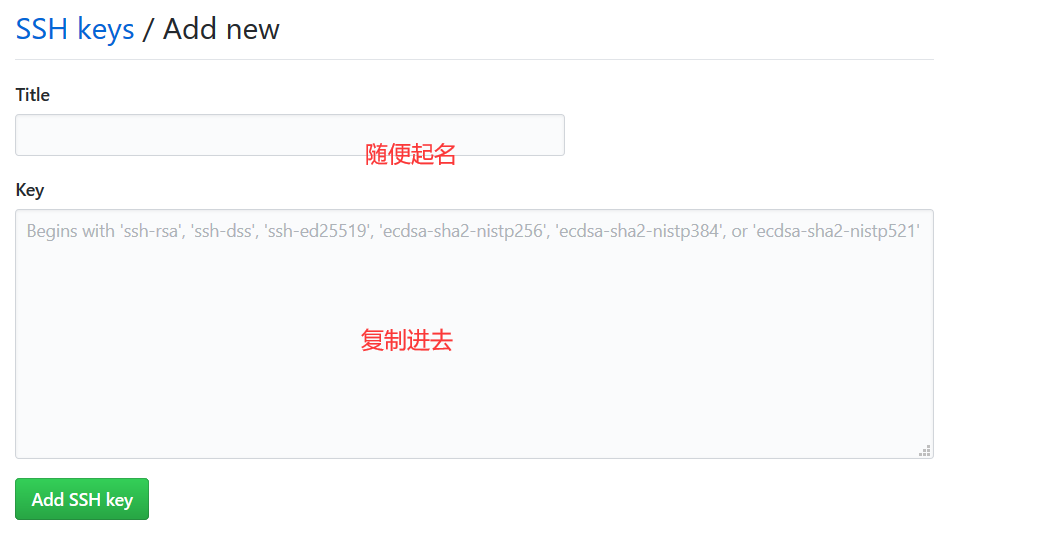 SSH keys / Add new
Title
随便起名
Key
Begins with 'ssh-rsa', 'ssh-dss', 'ssh-ed25519', 'ecdsa-sha2-nistp256', 'ecdsa-sha2-nistp384', or 'ecdsa-sha2-nistp521'
复制进去
Add SSH key